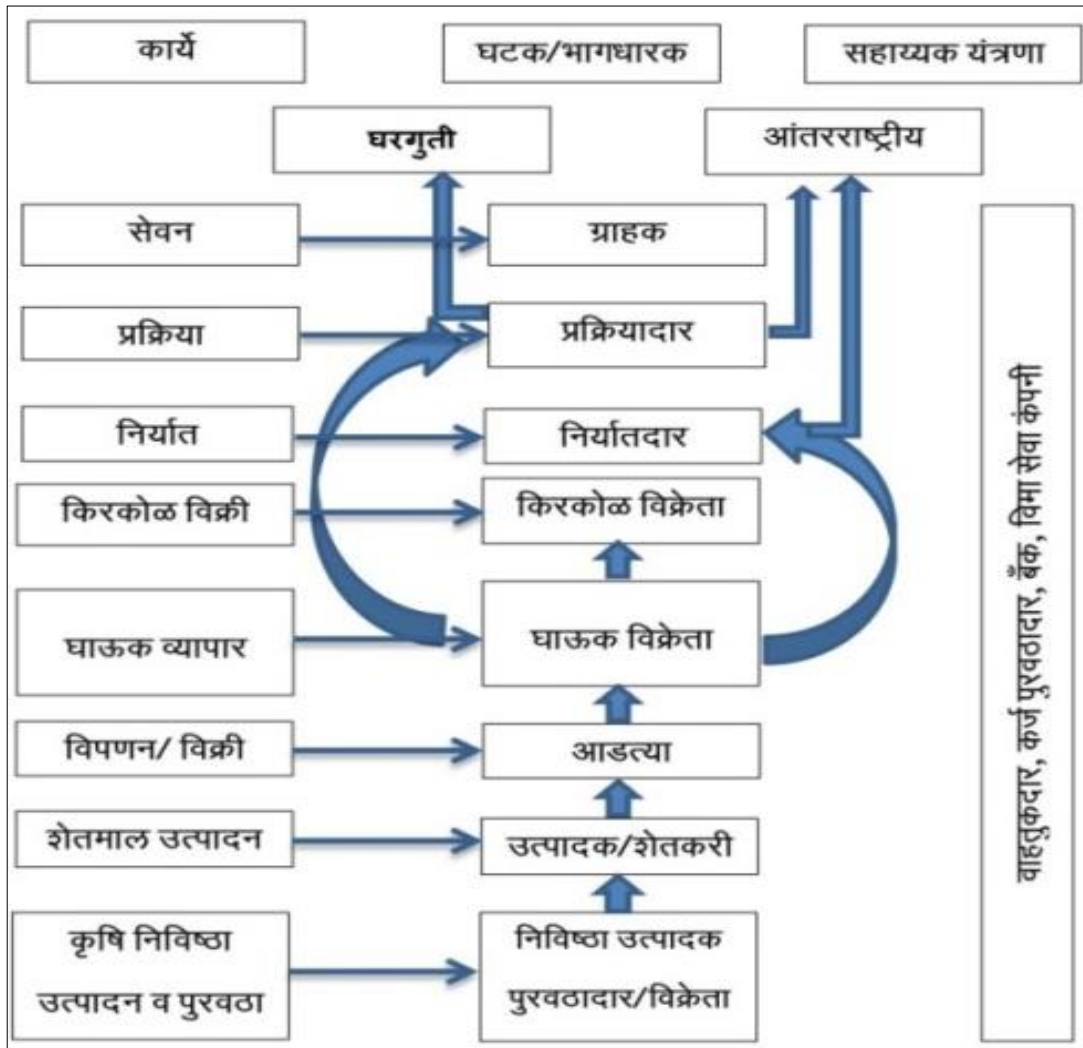 कार्ये
घटक/भागधारक
सहाय्यक यंत्रणा
घरगुती
आंतरराष्ट्रीय
सेवन
ग्राहक
प्रक्रिया
प्रक्रियादार
निर्यात
निर्यातदार
किरकोळ विक्री
किरकोळ विक्रेता
घाऊक व्यापार
घाऊक विक्रेता
विपणन/ विक्री
आडत्या
शेतमाल उत्पादन
उत्पादक/शेतकरी
कृषि निविष्ठा
उत्पादन व पुरवठा
निविष्ठा उत्पादक
पुरवठादार/विक्रेता
वाहतुकदार, कर्ज पुरवठादार, बँक, विमा सेवा कंपनी